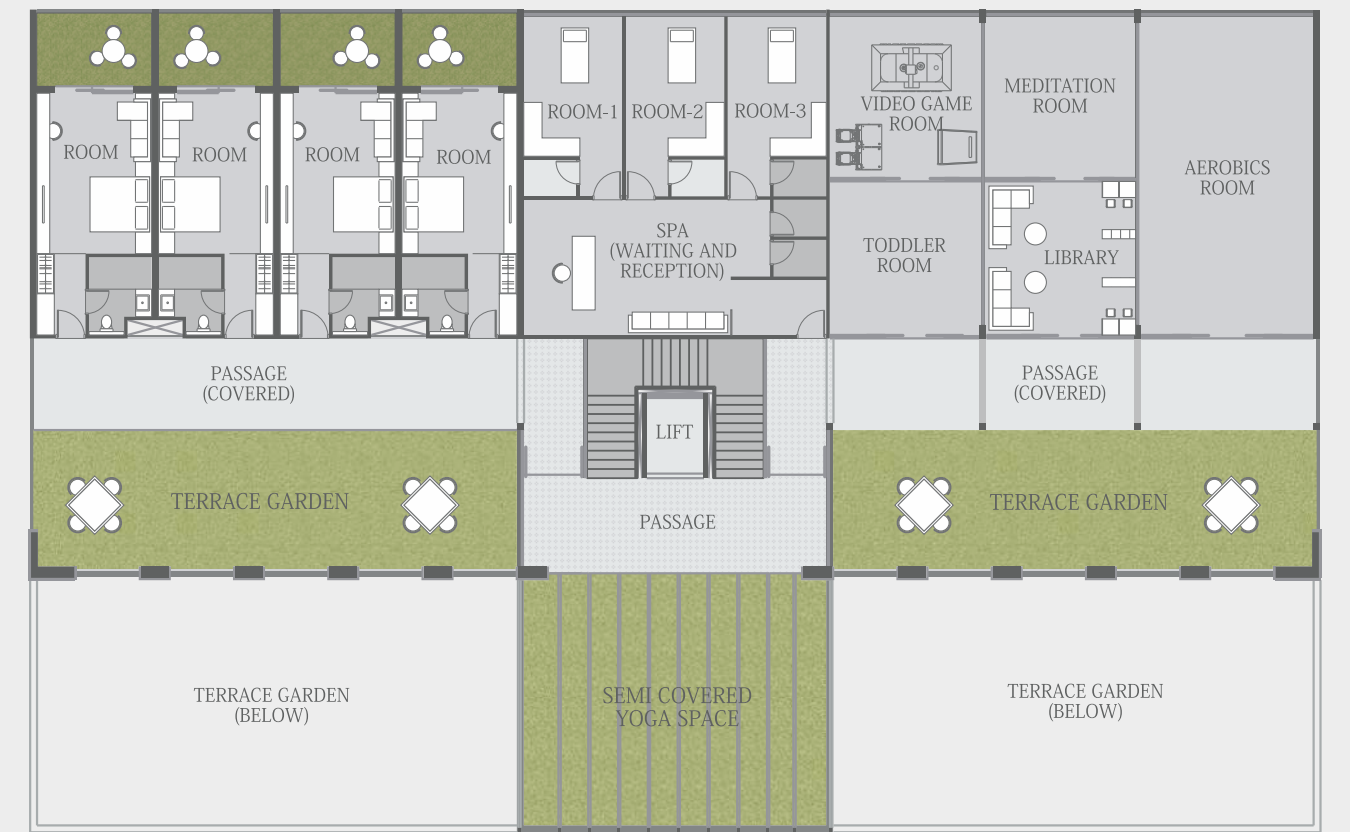 ROOM
ROOM
ROOM
ROOM
ROOM-1
ROOM-2
ROOM-3
VIDEO GAME
ROOM
MEDITATION
ROOM
AEROBICS
ROOM
SPA
(WAITING AND
RECEPTION)
TODDLER
ROOM
LIBRARY
PASSAGE
(COVERED)
LIFT
PASSAGE
(COVERED)
TERRACE GARDEN
PASSAGE
TERRACE GARDEN
TERRACE GARDEN
(BELOW)
SEMI COVERED
YOGA SPACE
TERRACE GARDEN
(BELOW)